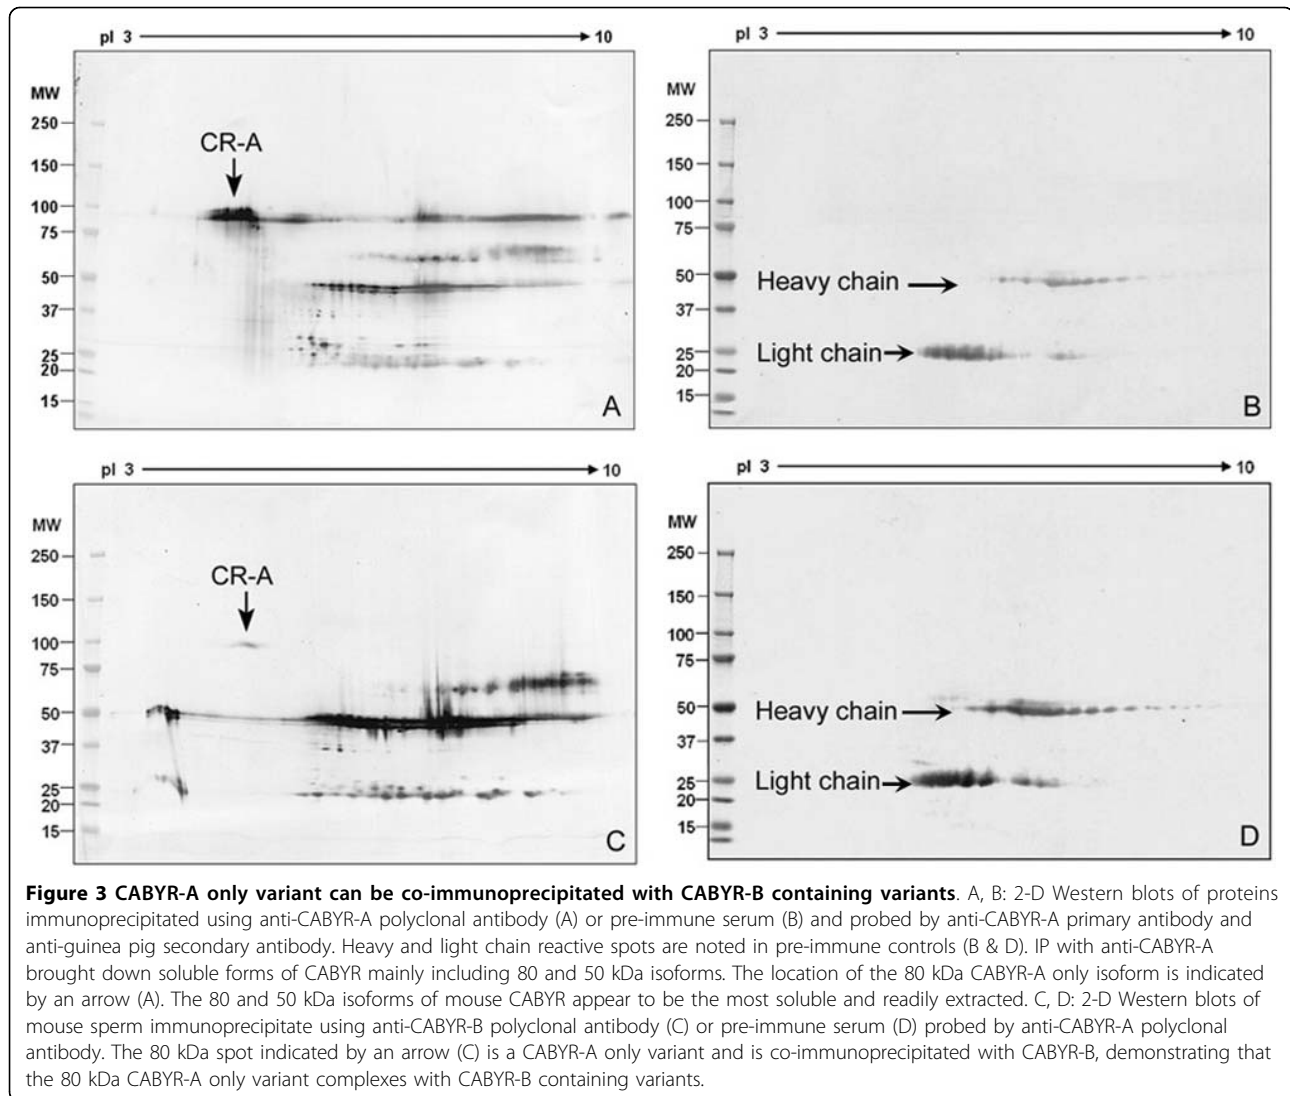 pI 3 10
MW
250
150
100
75
50
37
25
20
15
CR-A
A
pI 3 10
MW
250
150
100
75
50
37
25
20
15
Heavy chain
Light chain
B
pI 3 10
MW
250
150
100
75
50
37
25
20
15
CR-A
C
pI 3 10
MW
250
150
100
75
50
37
25
20
15
Heavy chain
Light chain
D
Figure 3 CABYR-A only variant can be co-immunoprecipitated with CABYR-B containing variants. A, B: 2-D Western blots of proteins
immunoprecipitated using anti-CABYR-A polyclonal antibody (A) or pre-immune serum (B) and probed by anti-CABYR-A primary antibody and
anti-guinea pig secondary antibody. Heavy and light chain reactive spots are noted in pre-immune controls (B & D). IP with anti-CABYR-A
brought down soluble forms of CABYR mainly including 80 and 50 kDa isoforms. The location of the 80 kDa CABYR-A only isoform is indicated
by an arrow (A). The 80 and 50 kDa isoforms of mouse CABYR appear to be the most soluble and readily extracted. C, D: 2-D Western blots of
mouse sperm immunoprecipitate using anti-CABYR-B polyclonal antibody (C) or pre-immune serum (D) probed by anti-CABYR-A polyclonal
antibody. The 80 kDa spot indicated by an arrow (C) is a CABYR-A only variant and is co-immunoprecipitated with CABYR-B, demonstrating that
the 80 kDa CABYR-A only variant complexes with CABYR-B containing variants.